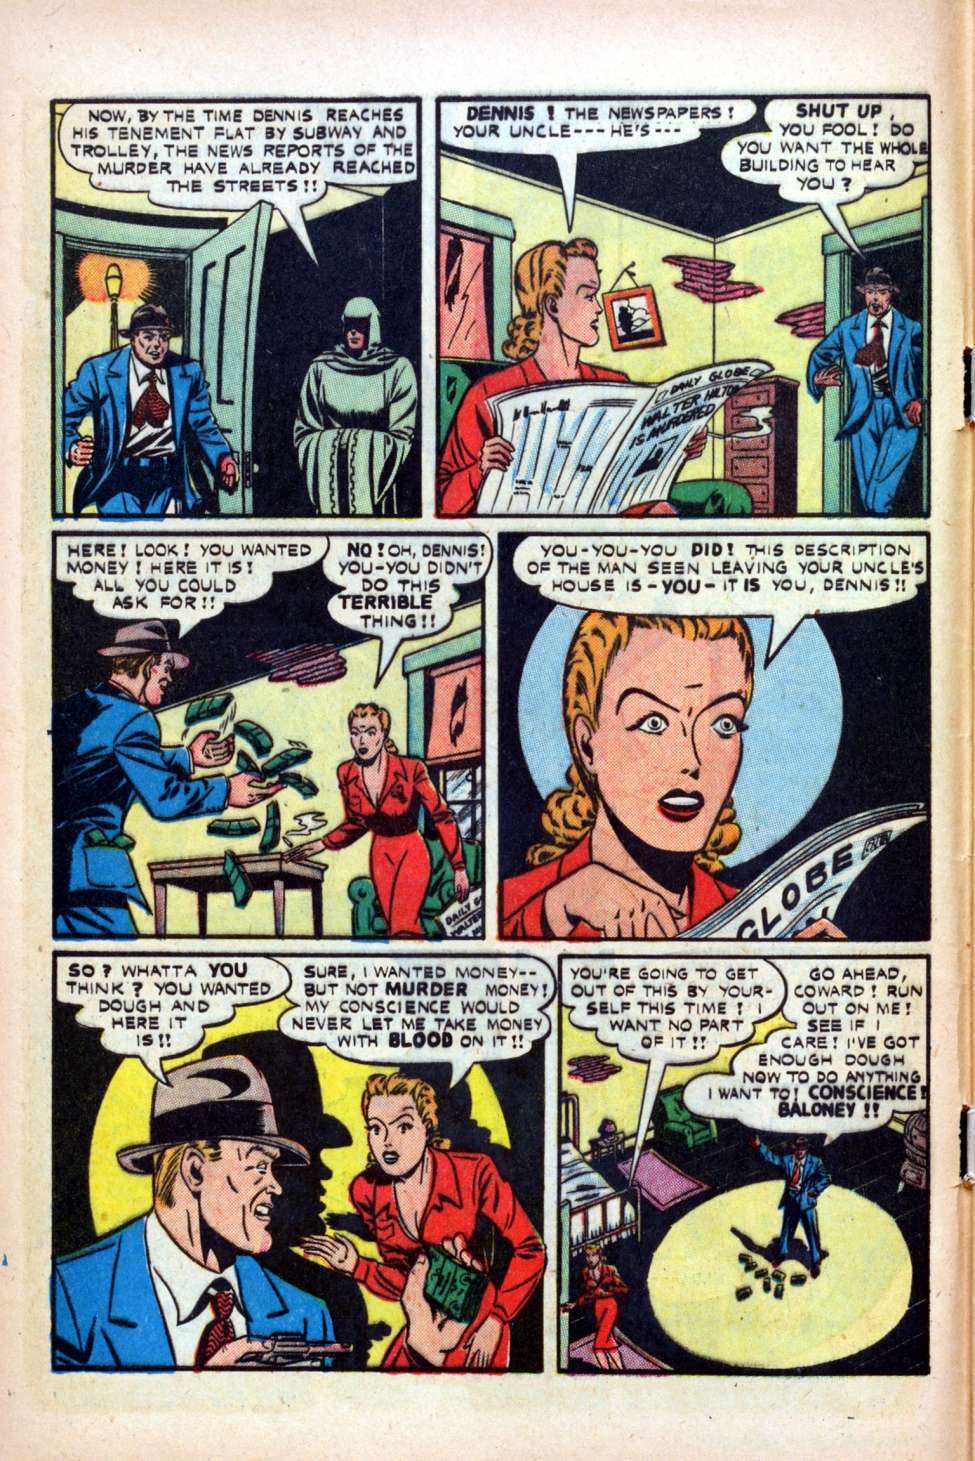 NOW, BY THE TIME DENNIS REACHES
HIS TENEMENT FLAT BY SUBWAY AND
TROLLEY, THE NEWS REPORTS OF THE
MURDER HAVE ALREADY REACHED
THE STREETS!!
DENNIS! THE NEWSPAPERS!
YOUR UNCLE--- HE'S---
SHUT UP,
YOU FOOL! DO
YOU WANT THE WHOLE
BUILDING TO HEAR
YOU?
DAILY GLOBE
WALTER HILTON
IS MURDERED
HERE! LOOK! YOU WANTED
MONEY! HERE IT IS!
ALL YOU COULD
ASK FOR!!
NO! OH, DENNIS!
YOU-YOU DIDN'T
DO THIS
TERRIBLE
THING!!
DAILY G
WALTER
YOU-YOU-YOU DID! THIS DESCRIPTION
OF THE MAN SEEN LEAVING YOUR UNCLE'S
HOUSE IS -YOU- IT IS YOU, DENNIS!!
GLOBE
SO? WHATTA YOU
THINK? YOU WANTED
DOUGH AND
HERE IT
IS!!
SURE, I WANTED MONEY--
BUT NOT MURDER MONEY!
MY CONSCIENCE WOULD
NEVER LET ME TAKE MONEY
WITH BLOOD ON IT!!
YOU'RE GOING TO GET
OUT OF THIS BY YOUR-
SELF THIS TIME! I
WANT NO PART
OF IT!!
GO AHEAD,
COWARD! RUN
OUT ON ME!
SEE IF I
CARE! I'VE GOT
ENOUGH DOUGH
NOW TO DO ANYTHING
I WANT TO! CONSCIENCE!
BALONEY!!